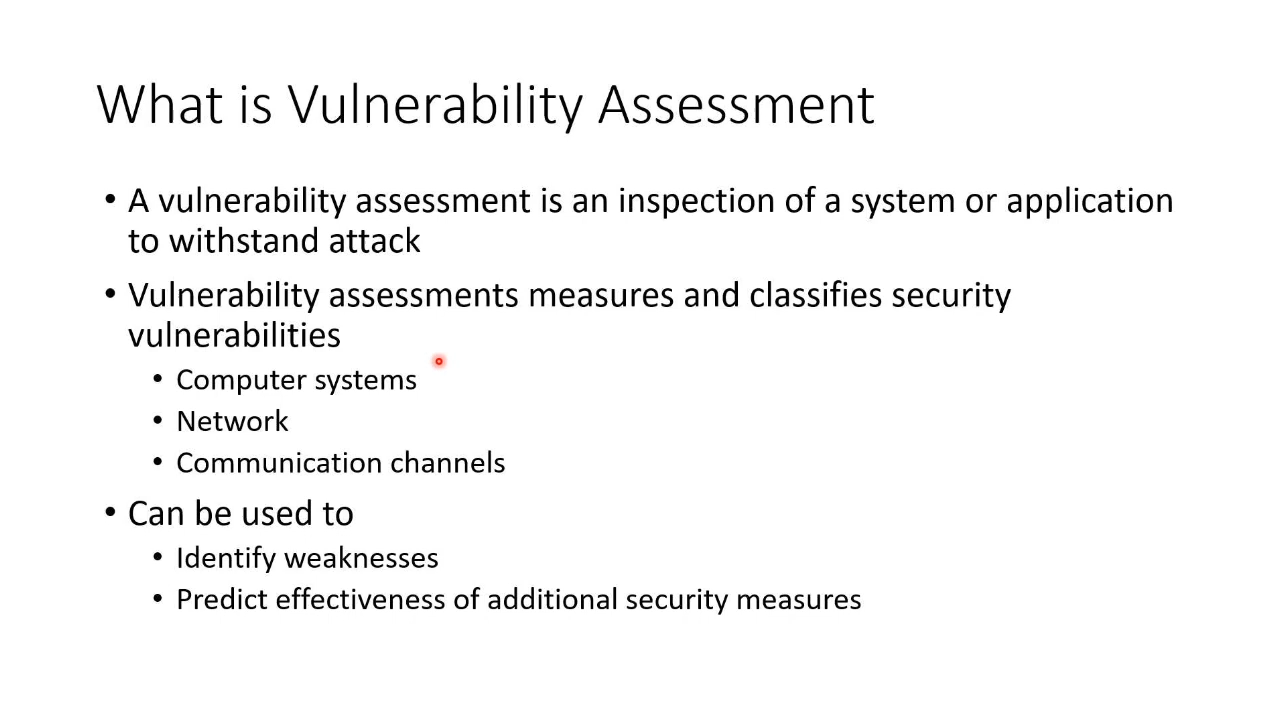 What is Vulnerability Assessment
• A vulnerability assessment is an inspection of a system or application
to withstand attack
• Vulnerability assessments measures and classifies security
vulnerabilities
• Computer systems
• Network
• Communication channels
• Can be used to
• Identify weaknesses
• Predict effectiveness of additional security measures